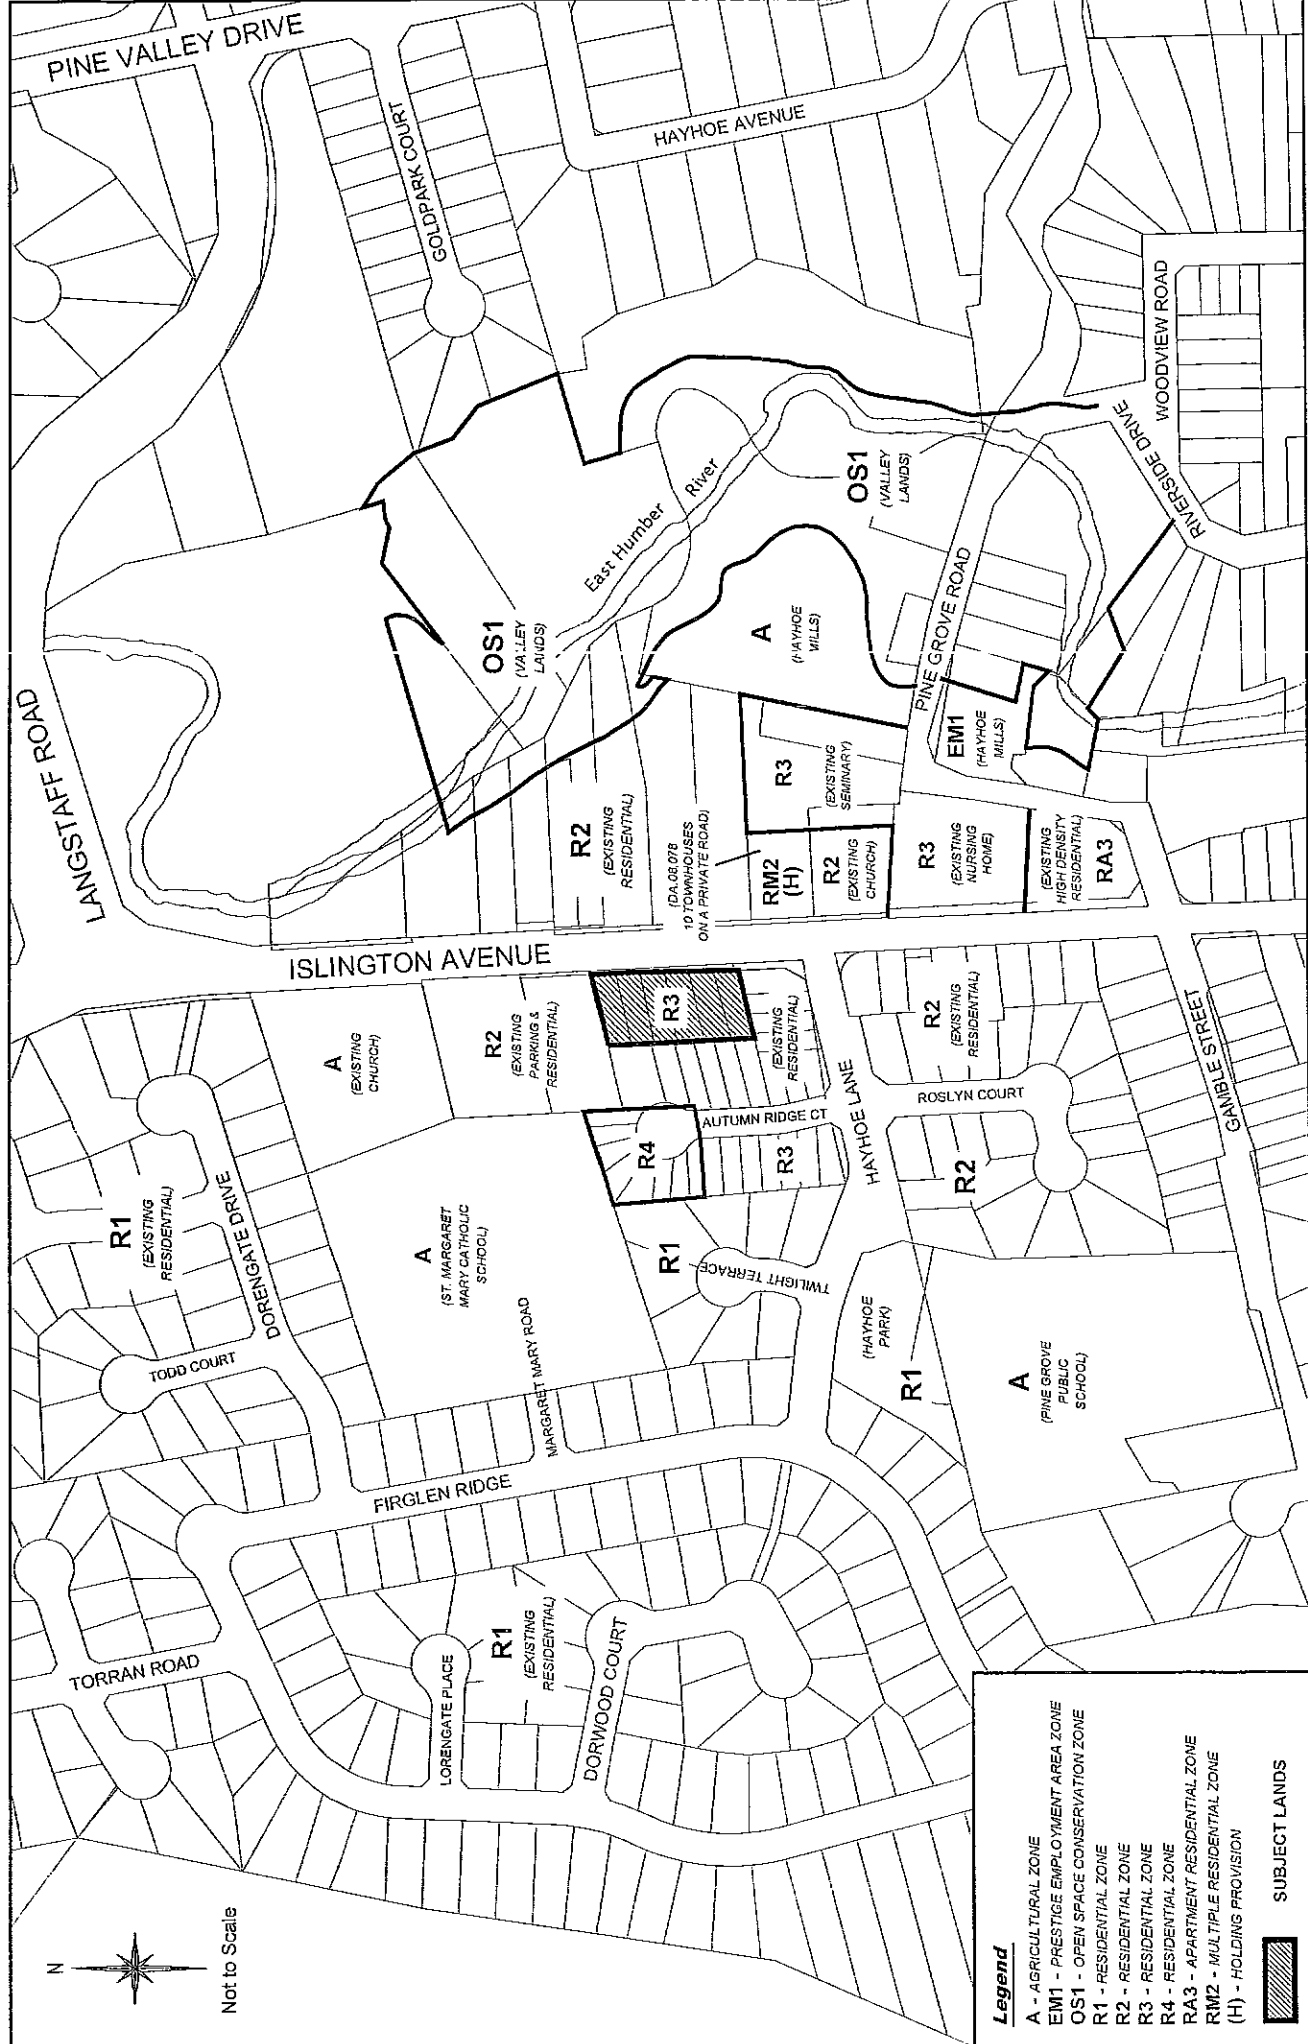 PINE VALLEY DRIVE
GOLDPARK COURT
HAYHOE AVENUE
LANGSTAFF ROAD
OS1
(VALLEY
LANDS)
East Humber River
OS1
(VALLEY
LANDS)
WOODVIEW ROAD
RIVERSIDE DRIVE
A
(HAYHOE
MILLS)
PINE GROVE ROAD
EM1
(HAYHOE
MILLS)
R3
(EXISTING
SEMINARY)
R2
(EXISTING
RESIDENTIAL)
(DA.08.078
10 TOWNHOUSES
ON A PRIVATE ROAD)
RM2
(H)
R2
(EXISTING
CHURCH)
R3
(EXISTING
NURSING
HOME)
(EXISTING
HIGH DENSITY
RESIDENTIAL)
RA3
ISLINGTON AVENUE
A
(EXISTING
CHURCH)
R2
(EXISTING
PARKING &
RESIDENTIAL)
R3
(EXISTING
RESIDENTIAL)
R2
(EXISTING
RESIDENTIAL)
HAYHOE LANE
ROSLYN COURT
GAMBLE STREET
AUTUMN RIDGE CT
R4
R3
R2
R1
(EXISTING
RESIDENTIAL)
DORENGATE DRIVE
A
(ST. MARGARET
MARY CATHOLIC
SCHOOL)
R1
TWILIGHT TERRACE
(HAYHOE
PARK)
R1
A
(PINE GROVE
PUBLIC
SCHOOL)
TODD COURT
MARGARET MARY ROAD
FIRGLEN RIDGE
TORRAN ROAD
LORENGATE PLACE
R1
(EXISTING
RESIDENTIAL)
DORWOOD COURT
N
Not to Scale
Legend
A - AGRICULTURAL ZONE
EM1 - PRESTIGE EMPLOYMENT AREA ZONE
OS1 - OPEN SPACE CONSERVATION ZONE
R1 - RESIDENTIAL ZONE
R2 - RESIDENTIAL ZONE
R3 - RESIDENTIAL ZONE
R4 - RESIDENTIAL ZONE
RA3 - APARTMENT RESIDENTIAL ZONE
RM2 - MULTIPLE RESIDENTIAL ZONE
(H) - HOLDING PROVISION
SUBJECT LANDS